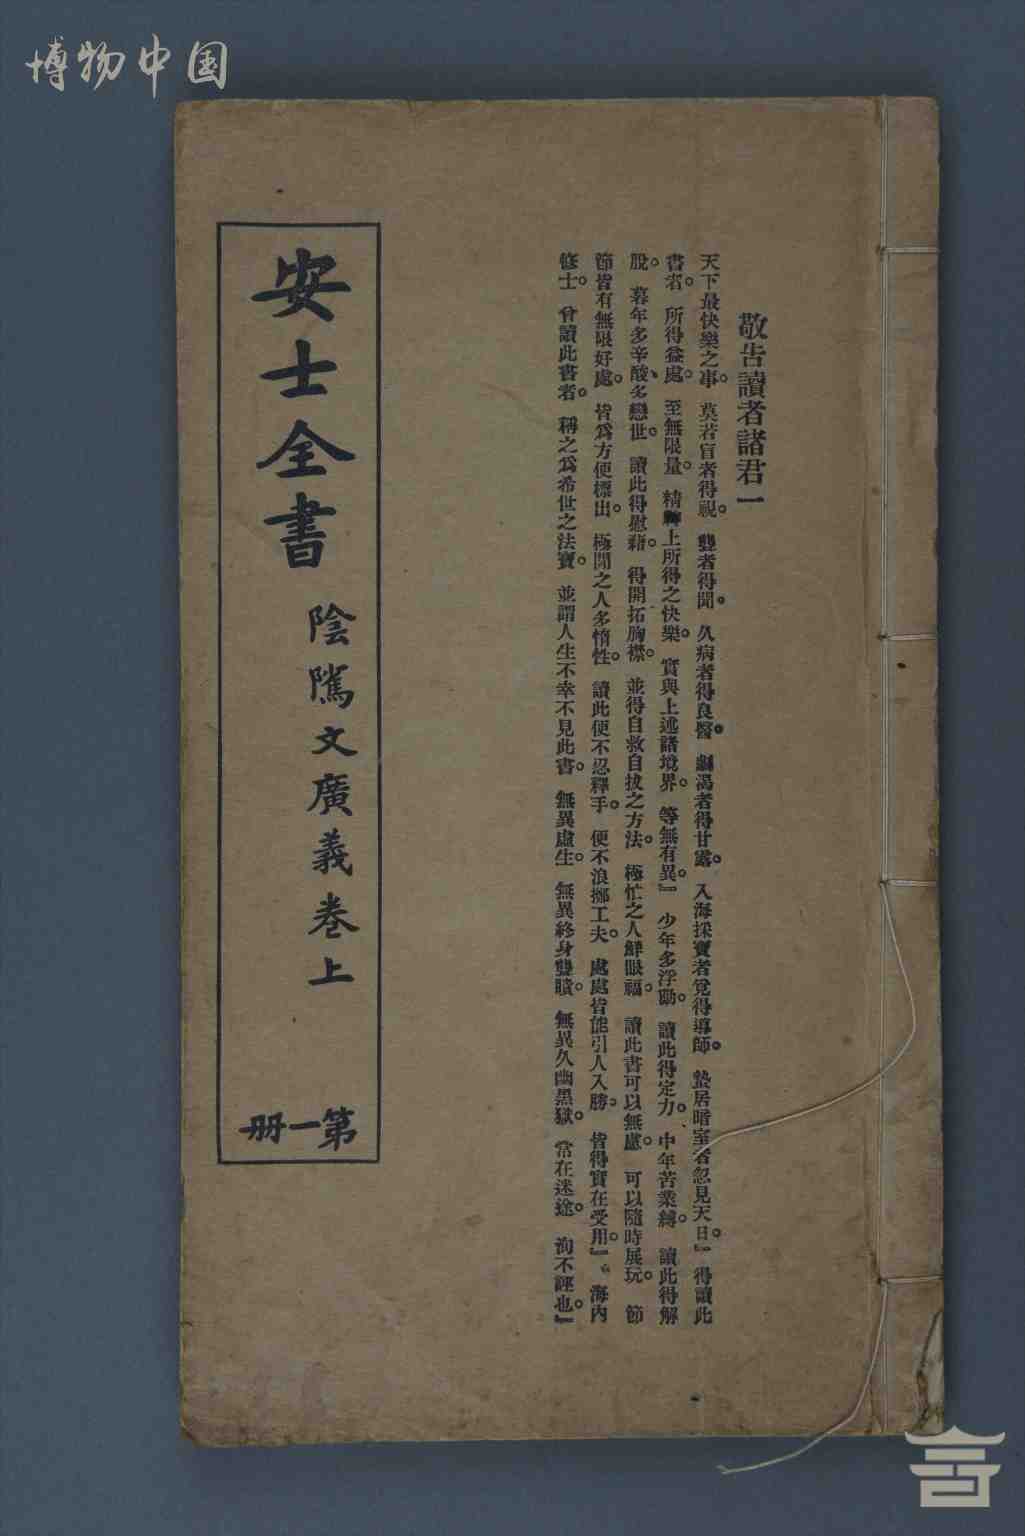 博物中国
敬告讀者諸君一
天下最快樂之事。莫若盲者得視。聾者得聞。久病者得良醫。劇渴者得甘露。入海採寶者覓得導師。蟄居暗室者忽見天日。』得讀此
書者。所得益處。至無限量。精神上所得之快樂。實與上述諸境界。等無有異。』少年多浮動。讀此得定力。中年苦業縛。讀此得解
脫。暮年多辛酸、多戀世。讀此得慰藉。得開拓胸襟。並得自救自拔之方法。極忙之人鮮眼福。讀此書可以無慮。可以隨時展玩。節
節皆有無限好處。皆爲方便標出。極閒之人多惰性。讀此便不忍釋手。便不浪擲工夫。處處皆能引人入勝。皆得實在受用。』海內
修士。曾讀此書者。稱之爲希世之法寶。並謂人生不幸不見此書。無異虛生。無異終身聾瞶。無異久幽黑獄。常在迷途。洵不誣也。』
安士全書
陰隲文廣義卷上
第一册